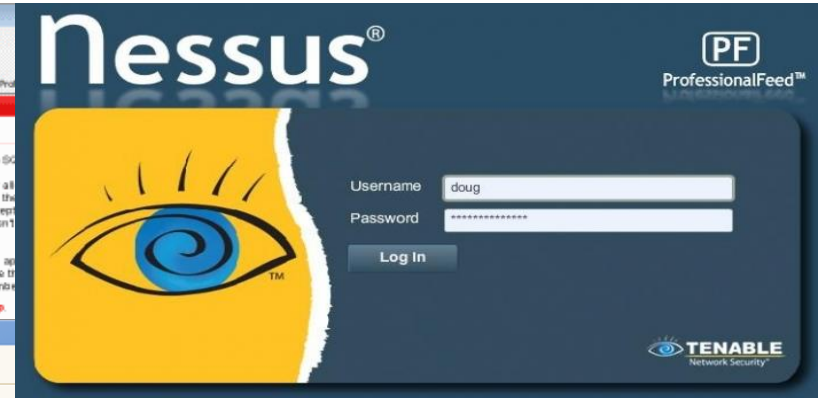 nessus®
PF
ProfessionalFeed™
Username doug
Password **************
Log In
TM
TENABLE
Network Security®